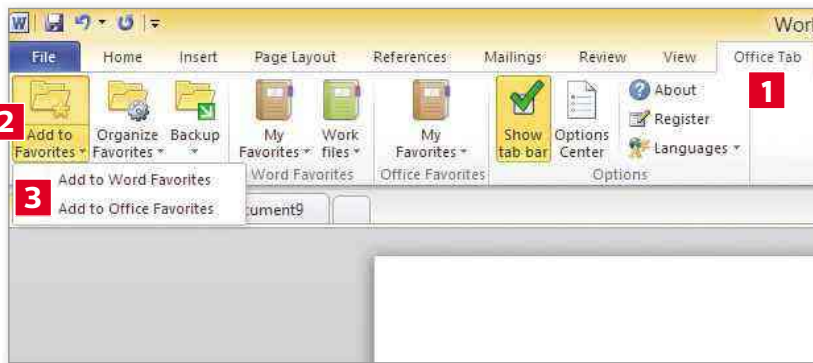 W
Wor
File Home Insert Page Layout References Mailings Review View Office Tab
1
2
Add to Favorites
Organize Favorites
Backup
My Favorites
Work files
My Favorites
Show tab bar
Options Center
About
Register
Languages
Word Favorites Office Favorites Options
3
Add to Word Favorites
Add to Office Favorites
cument9